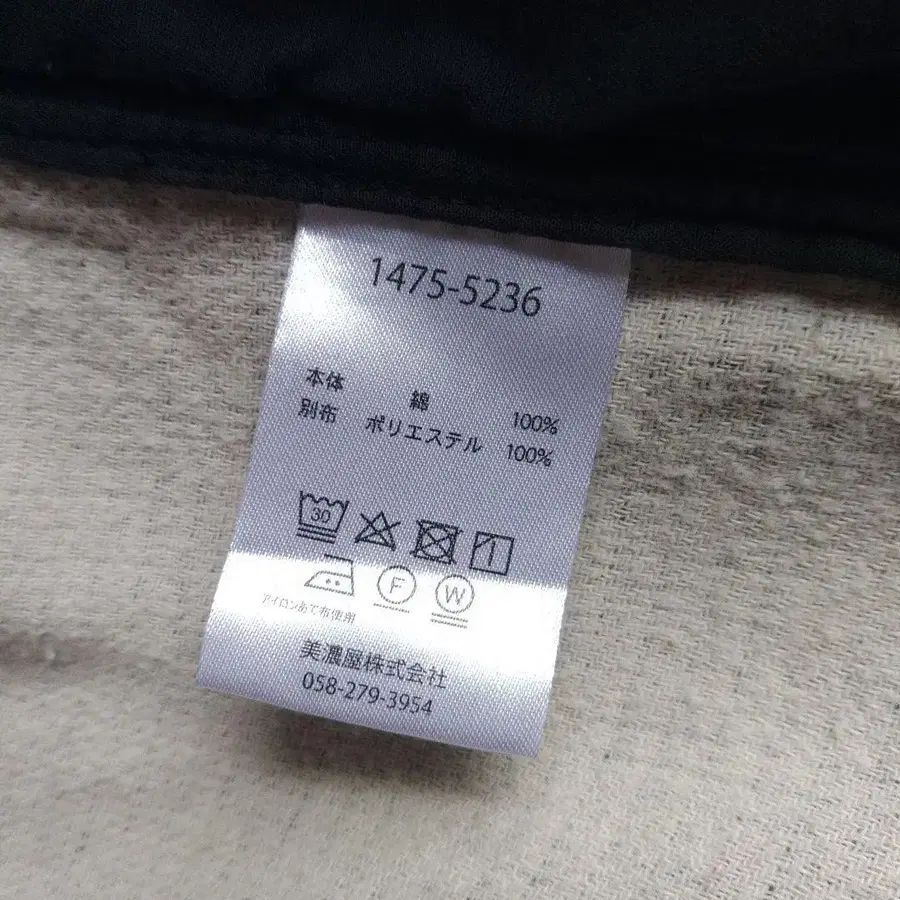 1475-5236
本体 綿 100%
別布 ポリエステル 100%
30
F W
アイロンあて布使用
美濃屋株式会社
058-279-3954